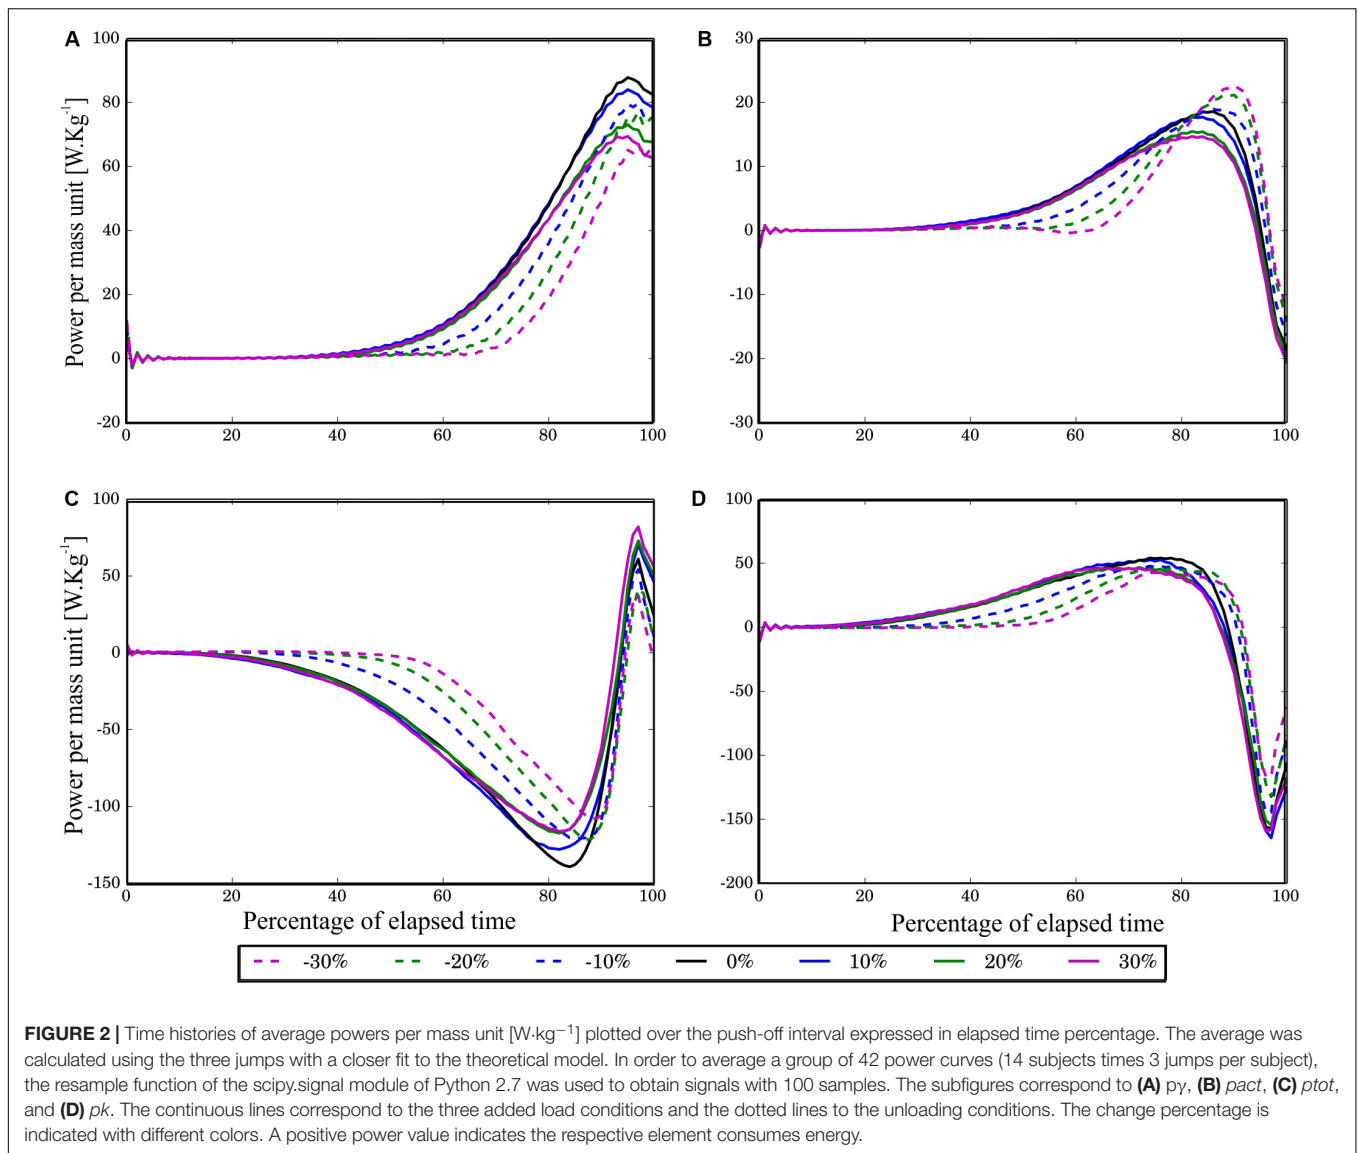 A
Power per mass unit [W.Kg-1]
100
80
60
40
20
0
-20
0 20 40 60 80 100
B
30
20
10
0
-10
-20
-30
0 20 40 60 80 100
C
Power per mass unit [W.Kg-1]
100
50
0
-50
-100
-150
0 20 40 60 80 100
Percentage of elapsed time
D
100
50
0
-50
-100
-150
-200
0 20 40 60 80 100
Percentage of elapsed time
-30% -20% -10% 0% 10% 20% 30%
FIGURE 2 | Time histories of average powers per mass unit [W·kg−1] plotted over the push-off interval expressed in elapsed time percentage. The average was
calculated using the three jumps with a closer fit to the theoretical model. In order to average a group of 42 power curves (14 subjects times 3 jumps per subject),
the resample function of the scipy.signal module of Python 2.7 was used to obtain signals with 100 samples. The subfigures correspond to (A) pγ, (B) pact, (C) ptot,
and (D) pk. The continuous lines correspond to the three added load conditions and the dotted lines to the unloading conditions. The change percentage is
indicated with different colors. A positive power value indicates the respective element consumes energy.